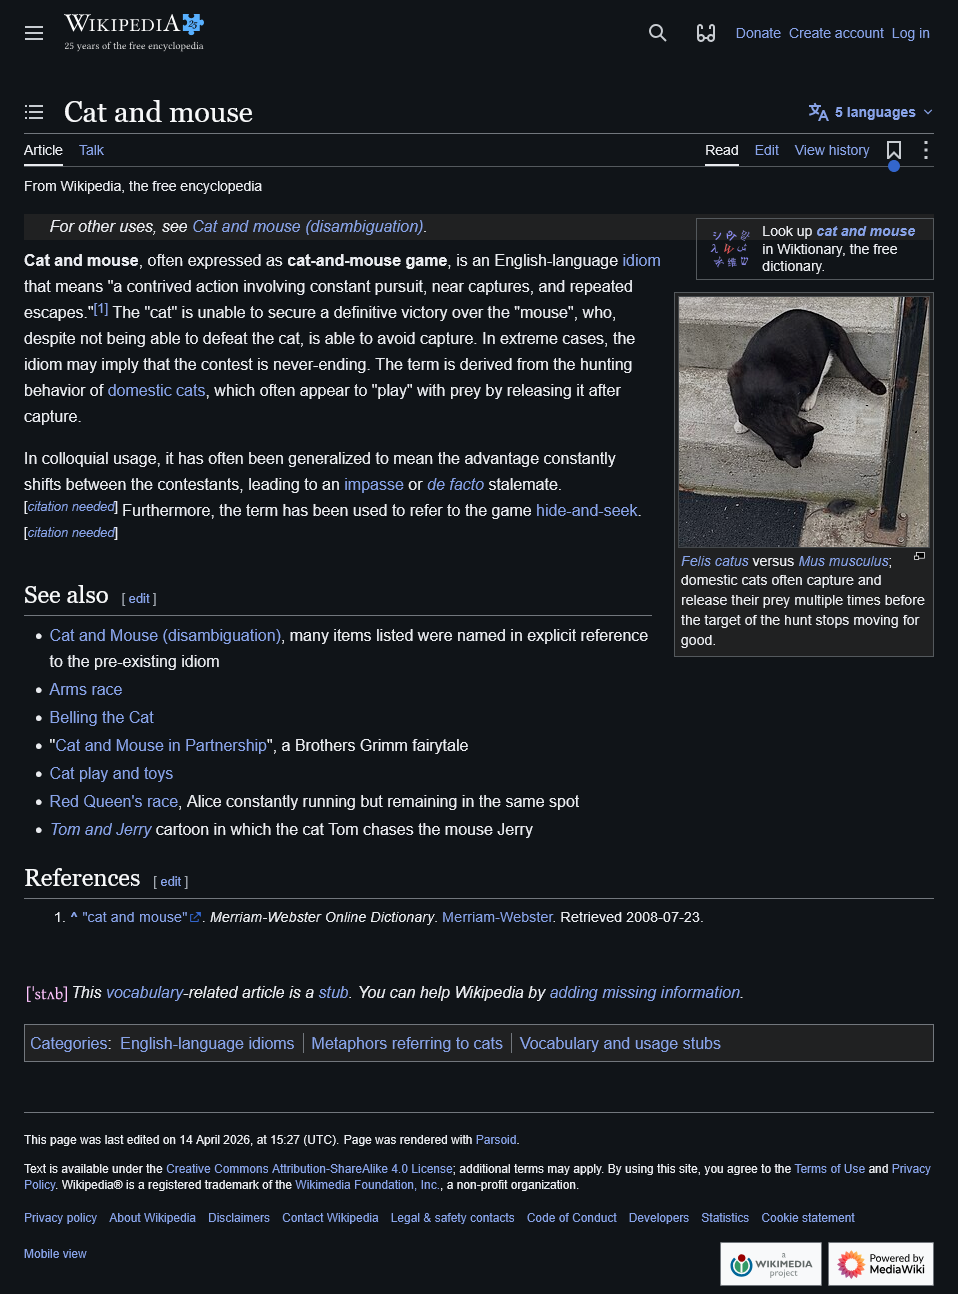 WIKIPEDIA 25
25 years of the free encyclopedia
Donate Create account Log in
Cat and mouse
5 languages
Article Talk
Read Edit View history
From Wikipedia, the free encyclopedia
For other uses, see Cat and mouse (disambiguation).
Look up cat and mouse
in Wiktionary, the free
dictionary.
Cat and mouse, often expressed as cat-and-mouse game, is an English-language idiom
that means "a contrived action involving constant pursuit, near captures, and repeated
escapes."[1] The "cat" is unable to secure a definitive victory over the "mouse", who,
despite not being able to defeat the cat, is able to avoid capture. In extreme cases, the
idiom may imply that the contest is never-ending. The term is derived from the hunting
behavior of domestic cats, which often appear to "play" with prey by releasing it after
capture.
In colloquial usage, it has often been generalized to mean the advantage constantly
shifts between the contestants, leading to an impasse or de facto stalemate.
[citation needed] Furthermore, the term has been used to refer to the game hide-and-seek.
[citation needed]
Felis catus versus Mus musculus;
domestic cats often capture and
release their prey multiple times before
the target of the hunt stops moving for
good.
See also [ edit ]
• Cat and Mouse (disambiguation), many items listed were named in explicit reference
to the pre-existing idiom
• Arms race
• Belling the Cat
• "Cat and Mouse in Partnership", a Brothers Grimm fairytale
• Cat play and toys
• Red Queen's race, Alice constantly running but remaining in the same spot
• Tom and Jerry cartoon in which the cat Tom chases the mouse Jerry
References [ edit ]
1. ^ "cat and mouse". Merriam-Webster Online Dictionary. Merriam-Webster. Retrieved 2008-07-23.
[ˈstʌb] This vocabulary-related article is a stub. You can help Wikipedia by adding missing information.
Categories: English-language idioms | Metaphors referring to cats | Vocabulary and usage stubs
This page was last edited on 14 April 2026, at 15:27 (UTC). Page was rendered with Parsoid.
Text is available under the Creative Commons Attribution-ShareAlike 4.0 License; additional terms may apply. By using this site, you agree to the Terms of Use and Privacy
Policy. Wikipedia® is a registered trademark of the Wikimedia Foundation, Inc., a non-profit organization.
Privacy policy About Wikipedia Disclaimers Contact Wikipedia Legal & safety contacts Code of Conduct Developers Statistics Cookie statement
Mobile view
a
WIKIMEDIA
project
Powered by
MediaWiki